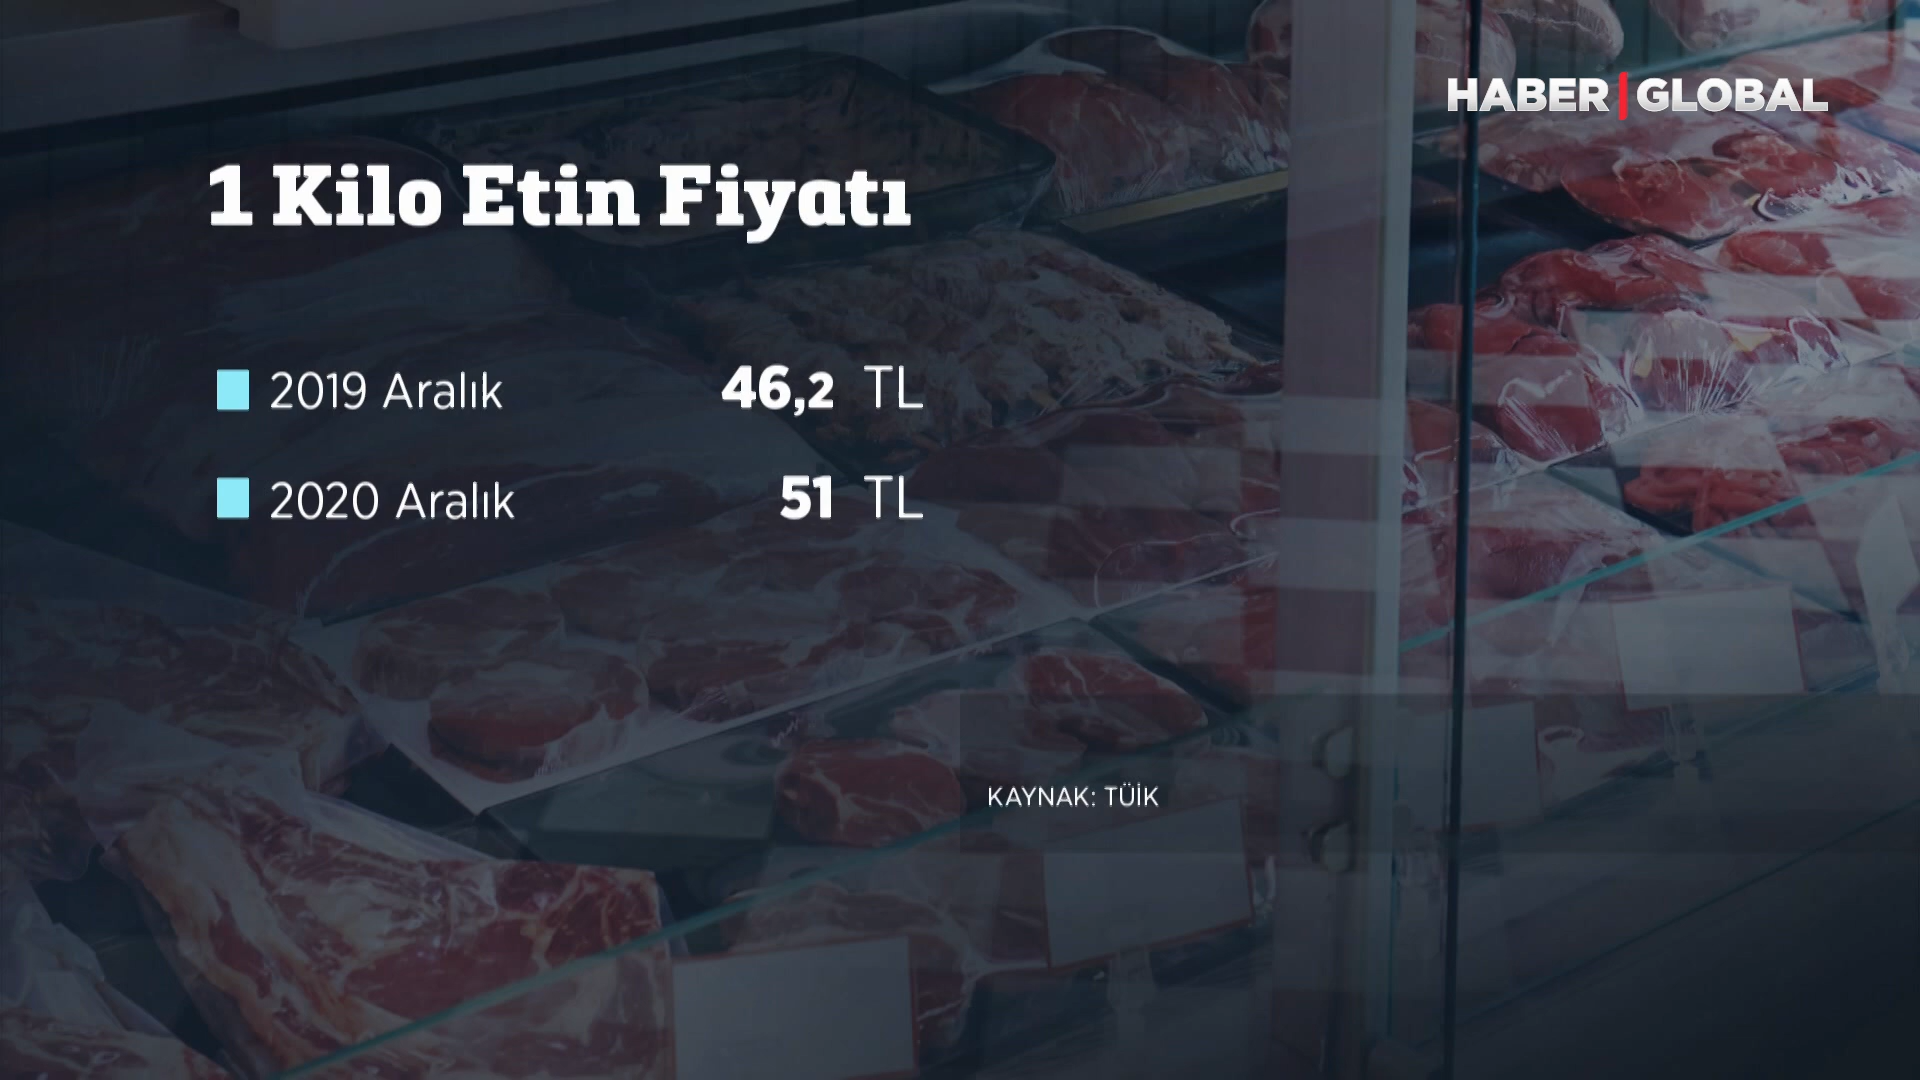 HABER GLOBAL
1 Kilo Etin Fiyatı
2019 Aralık 46,2 TL
2020 Aralık 51 TL
KAYNAK: TÜİK